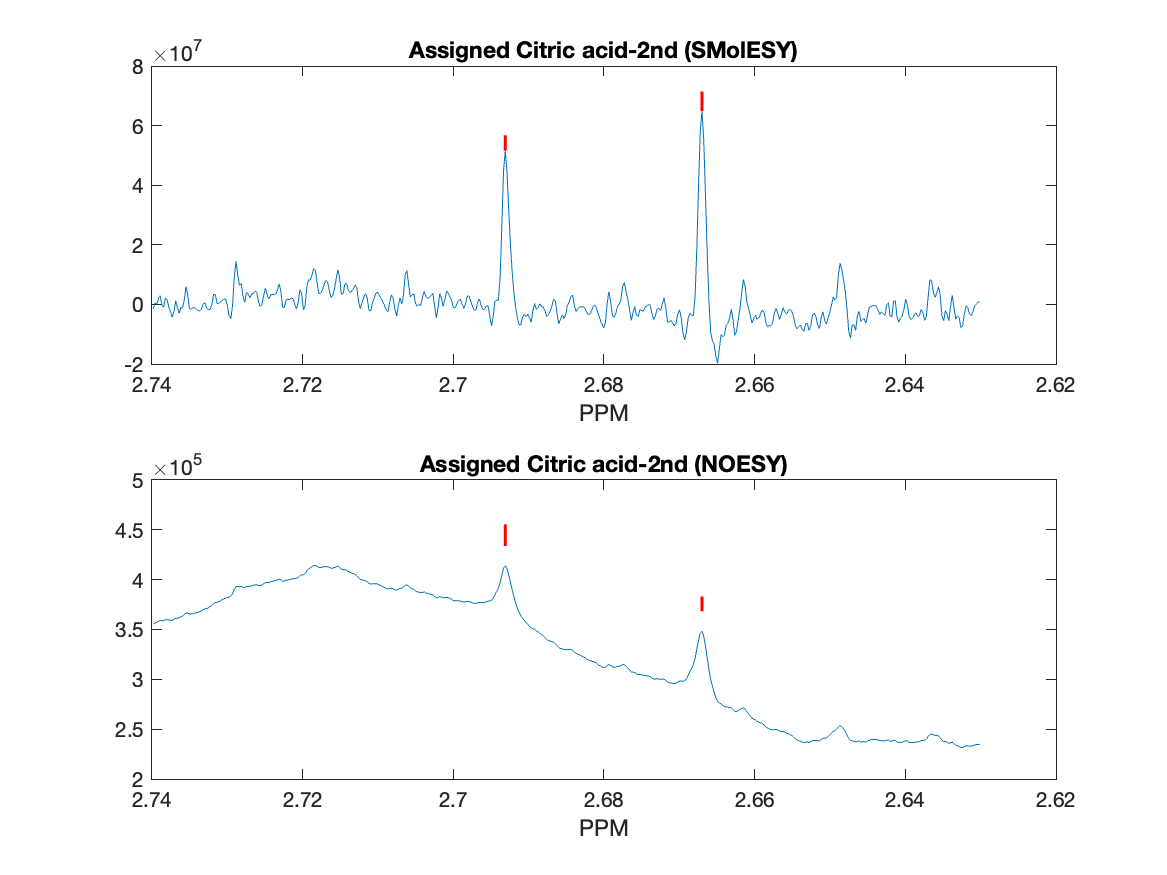 ×10^7
Assigned Citric acid-2nd (SMolESY)
8
6
4
2
0
-2
2.74 2.72 2.7 2.68 2.66 2.64 2.62
PPM
×10^5
Assigned Citric acid-2nd (NOESY)
5
4.5
4
3.5
3
2.5
2
2.74 2.72 2.7 2.68 2.66 2.64 2.62
PPM